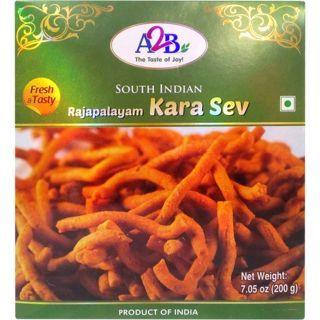 A2B
The Taste of Joy!
Fresh
& Tasty
SOUTH INDIAN
Rajapalayam Kara Sev
Net Weight:
7.05 oz (200 g)
PRODUCT OF INDIA